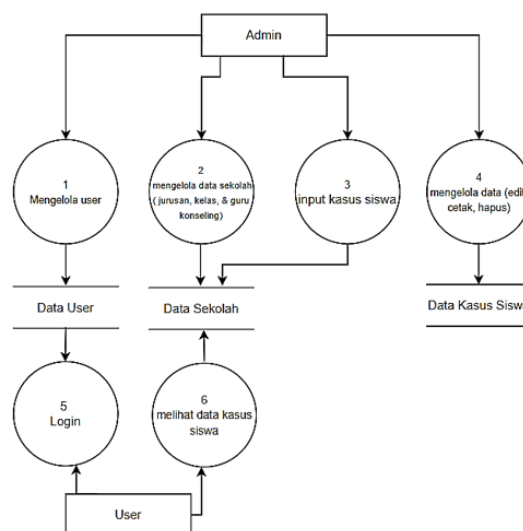 Admin
1
Mengelola user
2
mengelola data sekolah
( jurusan, kelas, & guru
konseling)
3
input kasus siswa
4
mengelola data (edit
cetak, hapus)
Data User
Data Sekolah
Data Kasus Sisw
5
Login
6
melihat data kasus
siswa
User